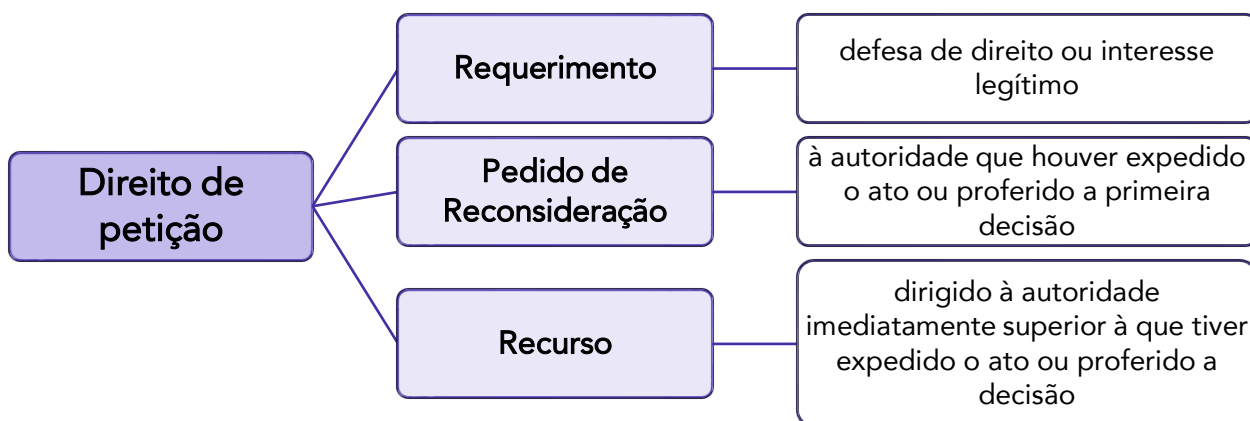 Direito de
petição
Requerimento
defesa de direito ou interesse
legítimo
Pedido de
Reconsideração
à autoridade que houver expedido
o ato ou proferido a primeira
decisão
Recurso
dirigido à autoridade
imediatamente superior à que tiver
expedido o ato ou proferido a
decisão